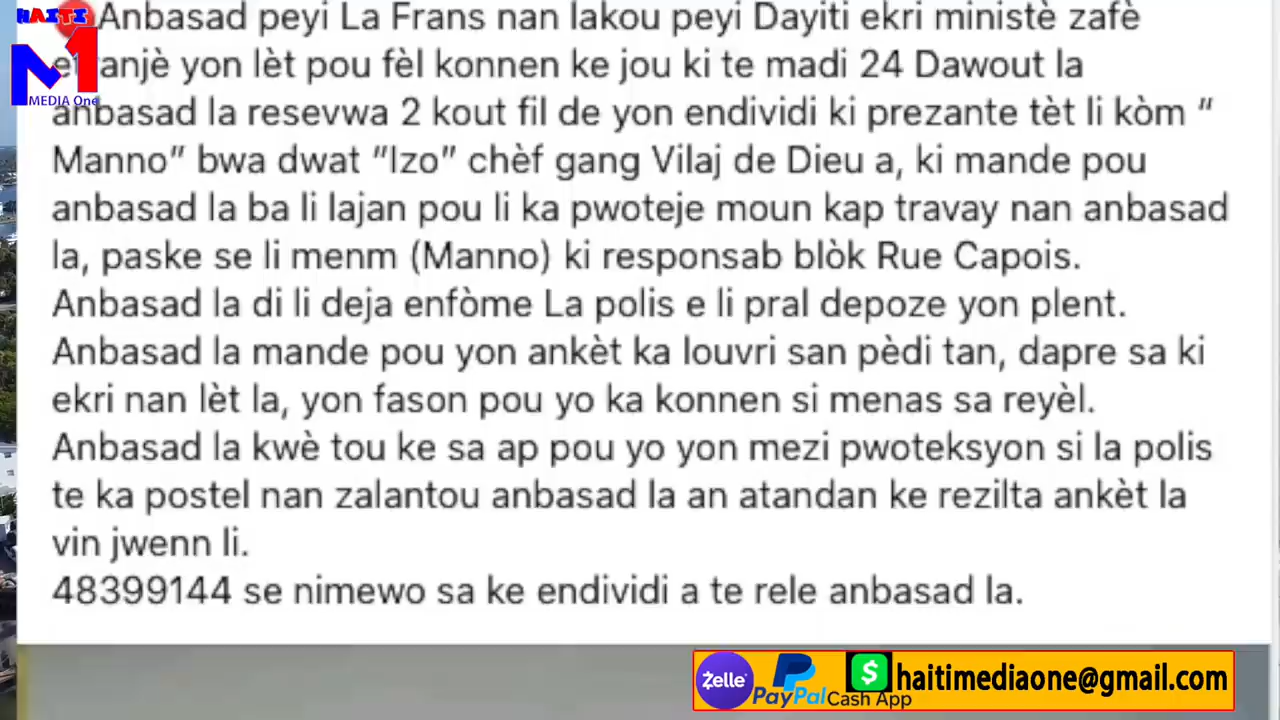 HAITI
M1
MEDIA One
Anbasad peyi La Frans nan lakou peyi Dayiti ekri ministè zafè
etranjè yon lèt pou fèl konnen ke jou ki te madi 24 Dawout la
anbasad la resevwa 2 kout fil de yon endividi ki prezante tèt li kòm “
Manno” bwa dwat “Izo” chèf gang Vilaj de Dieu a, ki mande pou
anbasad la ba li lajan pou li ka pwoteje moun kap travay nan anbasad
la, paske se li menm (Manno) ki responsab blòk Rue Capois.
Anbasad la di li deja enfòme La polis e li pral depoze yon plent.
Anbasad la mande pou yon ankèt ka louvri san pèdi tan, dapre sa ki
ekri nan lèt la, yon fason pou yo ka konnen si menas sa reyèl.
Anbasad la kwè tou ke sa ap pou yo yon mezi pwoteksyon si la polis
te ka postel nan zalantou anbasad la an atandan ke rezilta ankèt la
vin jwenn li.
48399144 se nimewo sa ke endividi a te rele anbasad la.
Zelle PayPal $ Cash App haitimediaone@gmail.com